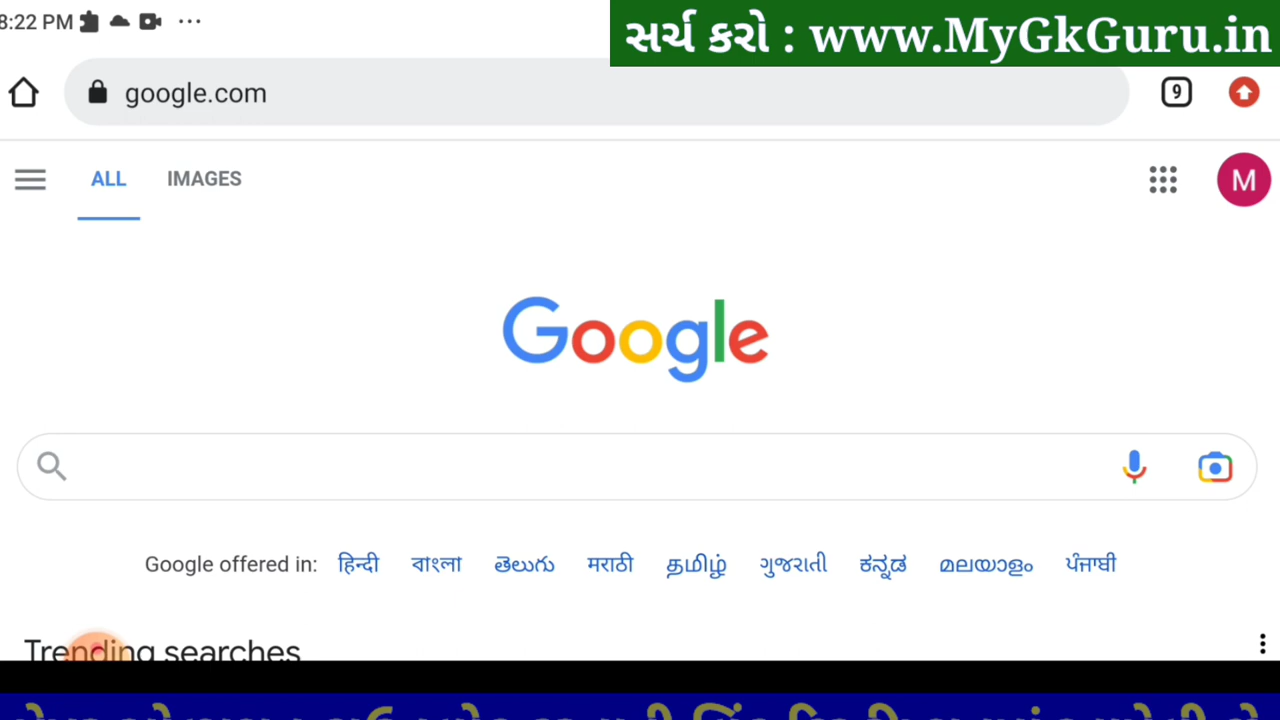 8:22 PM
સર્ચ કરો : www.MyGkGuru.in
google.com
9
ALL IMAGES
M
Google
Google offered in: हिन्दी বাংলা తెలుగు मराठी தமிழ் ગુજરાતી ಕನ್ನಡ മലയാളം ਪੰਜਾਬੀ
Trending searches